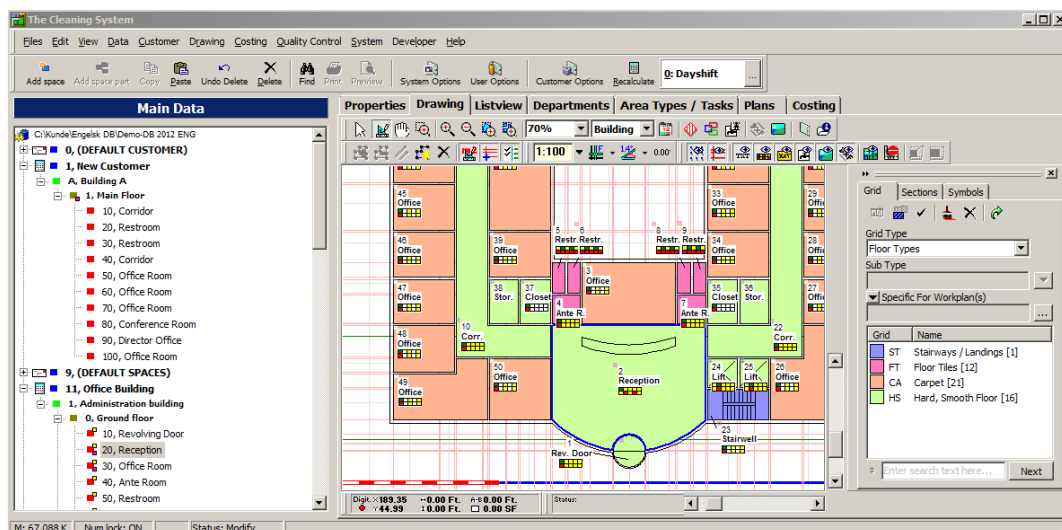 The Cleaning System
Files Edit View Data Customer Drawing Costing Quality Control System Developer Help
Add space Add space part Copy Paste Undo Delete Delete Find Print Preview System Options User Options Customer Options Recalculate 0: Dayshift ...
Main Data
C:\Kunde\Engelsk DB\Demo-DB 2012 ENG
0, (DEFAULT CUSTOMER)
1, New Customer
A, Building A
1, Main Floor
10, Corridor
20, Restroom
30, Restroom
40, Corridor
50, Office Room
60, Office Room
70, Office Room
80, Conference Room
90, Director Office
100, Office Room
9, (DEFAULT SPACES)
11, Office Building
1, Administration building
0, Ground floor
10, Revolving Door
20, Reception
30, Office Room
40, Ante Room
50, Restroom
Properties Drawing Listview Departments Area Types / Tasks Plans Costing
70% Building
1:100 0.00'
45
Office
33
Office
29
5 6 8 9
Restr. Restr. Restr. Restr.
46
Office
39
Office
34
Office
28
3
Office
47
Office
38
Stor.
37
Closet
35
Closet
36
Stor.
27
4
Ante R.
7
Ante R.
10
Corr.
22
Corr.
48
Office
50
Office
49
Office
2
Reception
24
Lift
25
Lift
26
Office
23
Stairwell
1
Rev. Door
Digit. X 189.35 0.00 Ft. A-B 0.00 Ft.
Y 44.99 0.00 Ft. 0.00 SF
Status:
Grid Sections Symbols
Grid Type
Floor Types
Sub Type
Specific For Workplan(s)
...
Grid Name
ST Stairways / Landings [1]
FT Floor Tiles [12]
CA Carpet [21]
HS Hard, Smooth Floor [16]
Enter search text here... Next
M: 67.088 K Num lock: ON Status: Modify